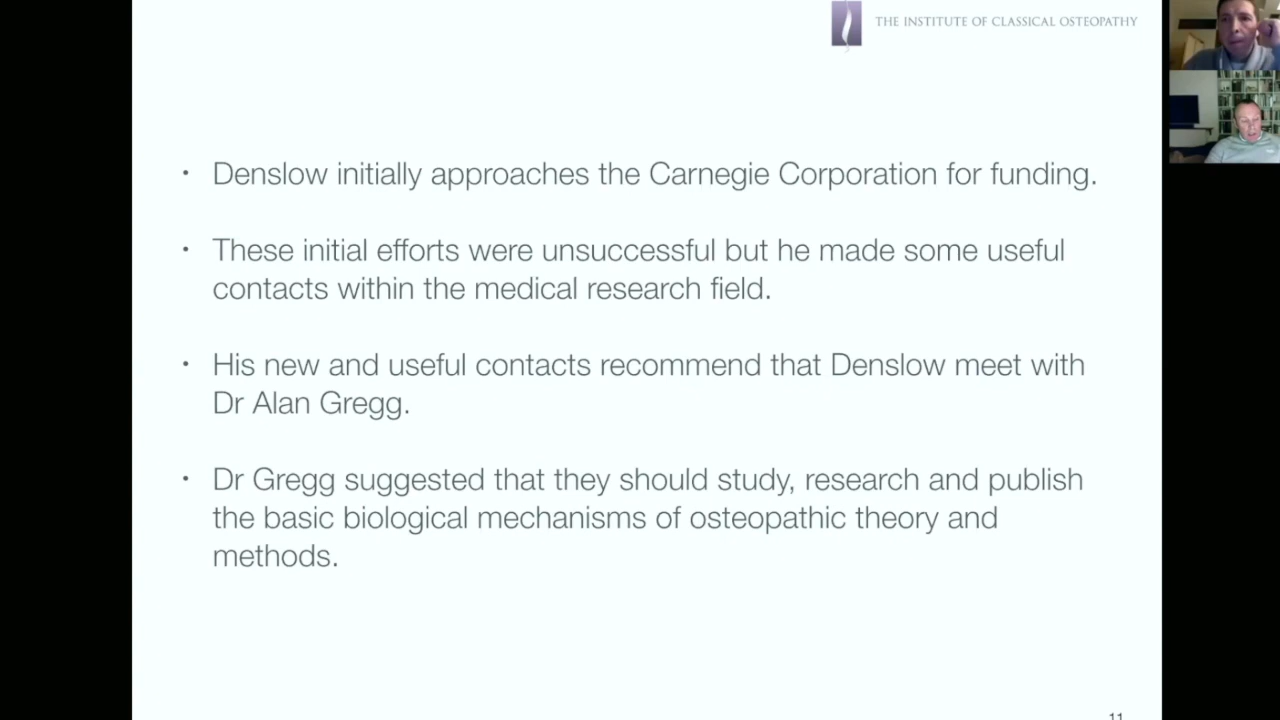 THE INSTITUTE OF CLASSICAL OSTEOPATHY
• Denslow initially approaches the Carnegie Corporation for funding.
• These initial efforts were unsuccessful but he made some useful
contacts within the medical research field.
• His new and useful contacts recommend that Denslow meet with
Dr Alan Gregg.
• Dr Gregg suggested that they should study, research and publish
the basic biological mechanisms of osteopathic theory and
methods.
11